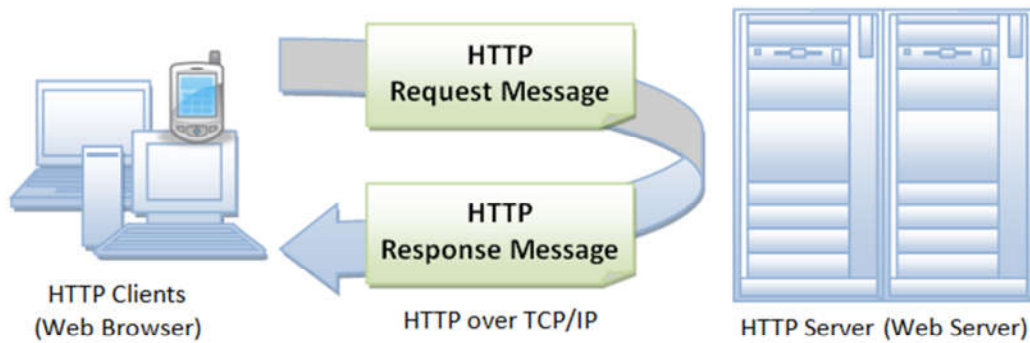 HTTP
Request Message
HTTP
Response Message
HTTP Clients
(Web Browser)
HTTP over TCP/IP
HTTP Server (Web Server)